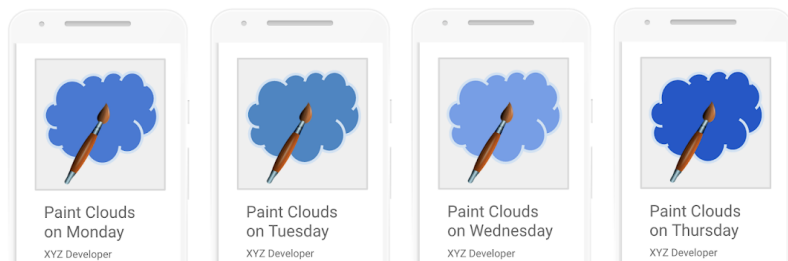 Paint Clouds
on Monday
XYZ Developer
Paint Clouds
on Tuesday
XYZ Developer
Paint Clouds
on Wednesday
XYZ Developer
Paint Clouds
on Thursday
XYZ Developer